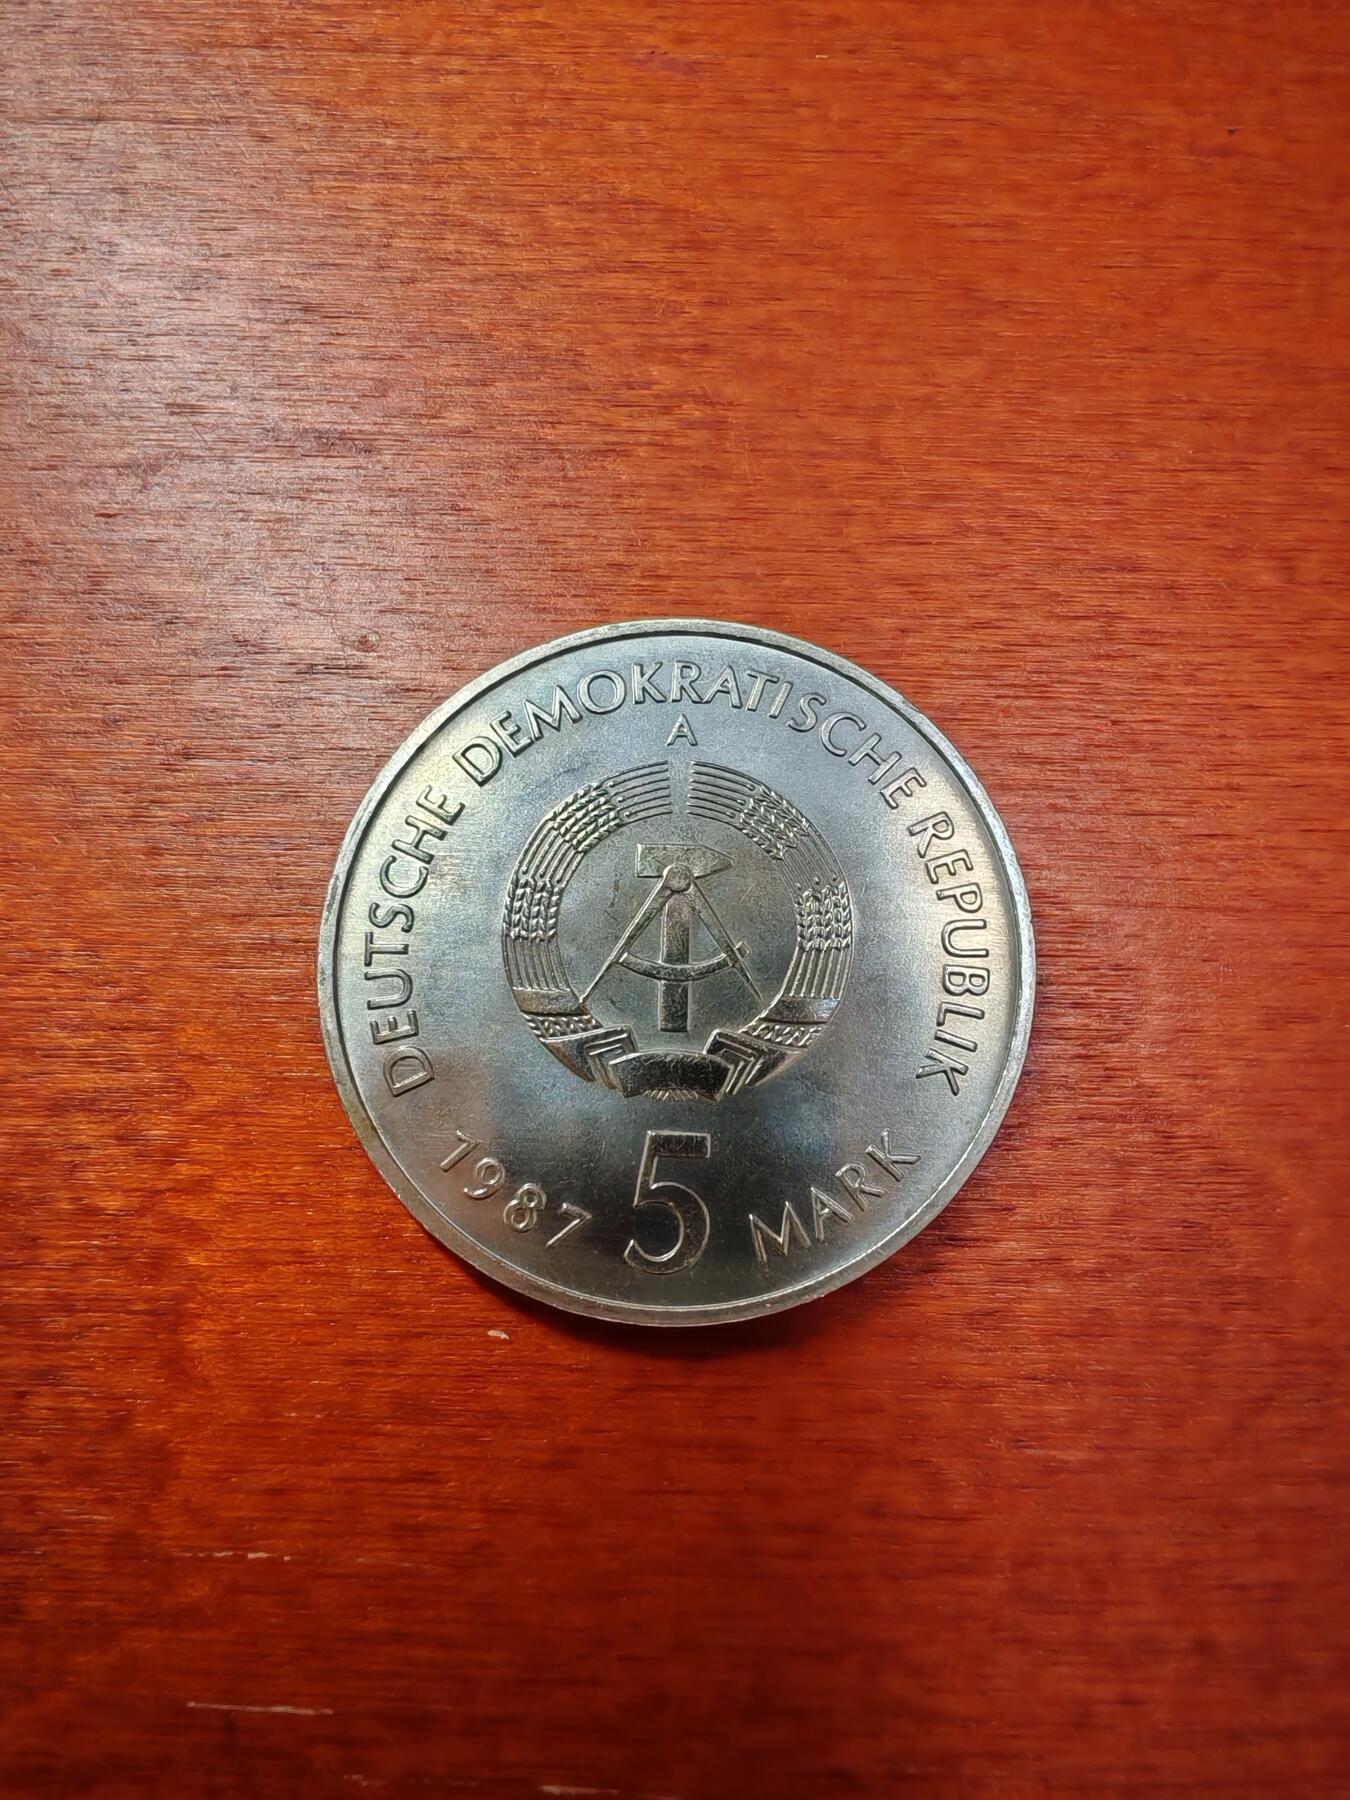 DEUTSCHE DEMOKRATISCHE REPUBLIK
A
1987 5 MARK